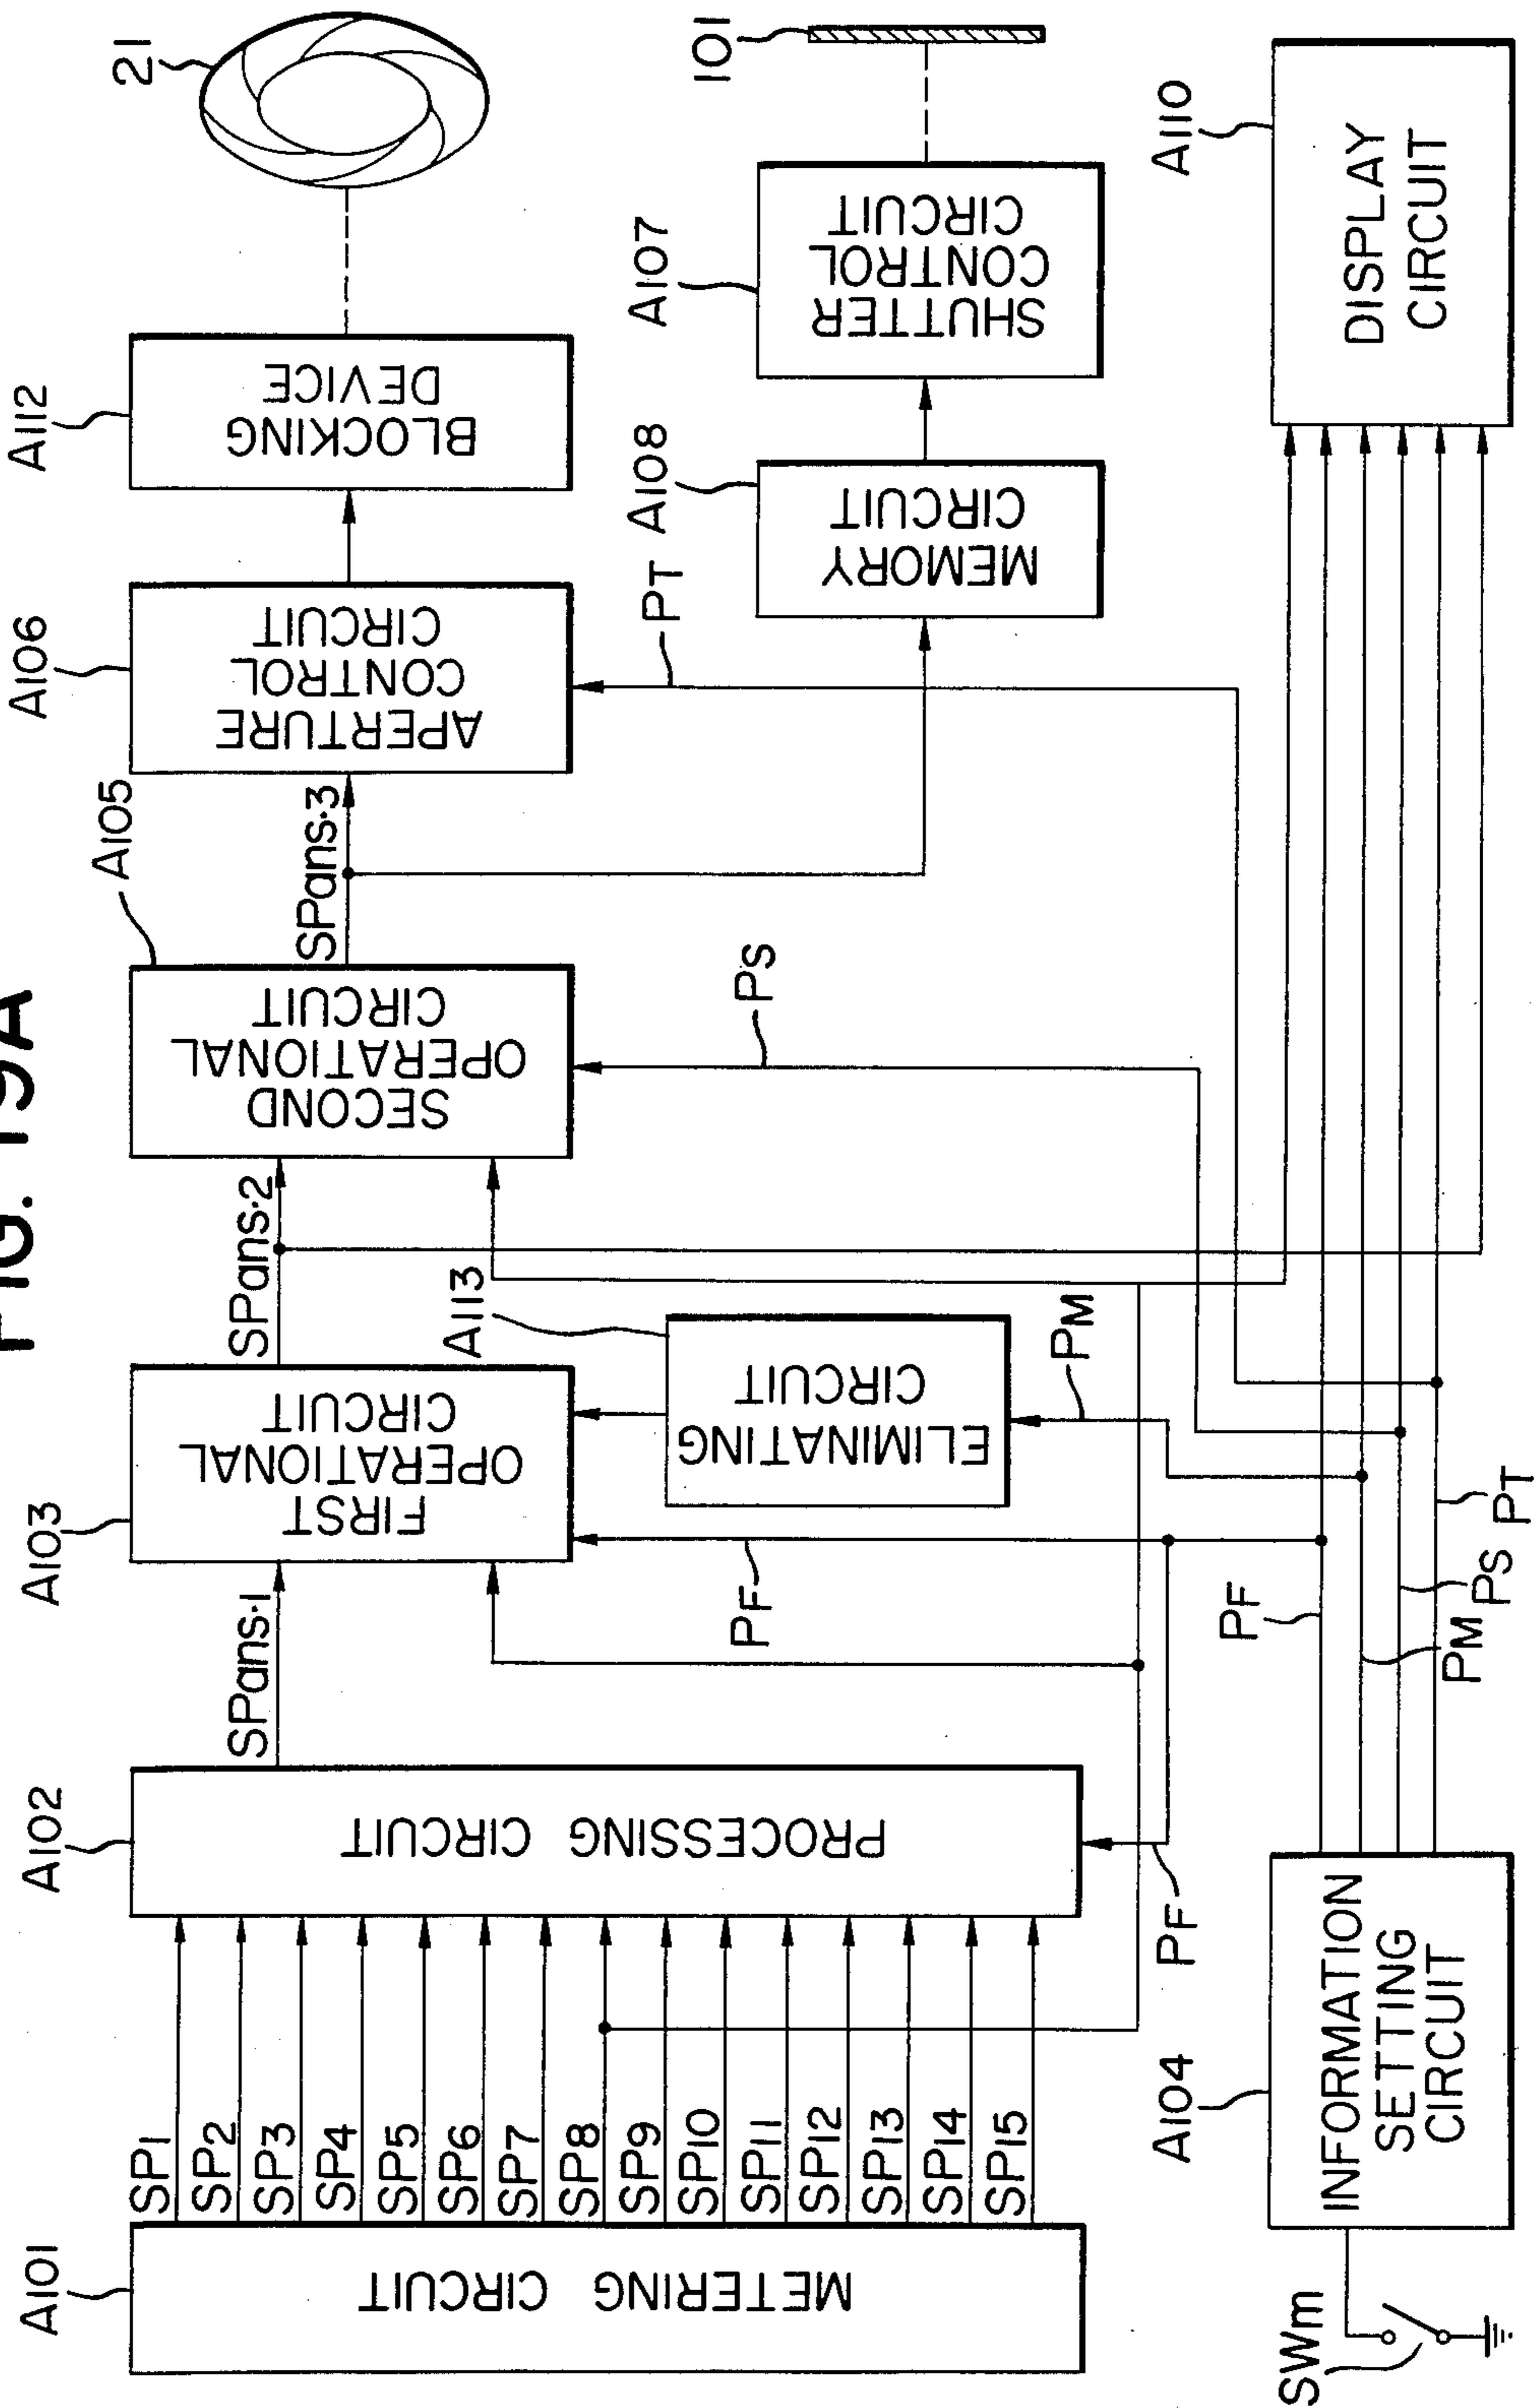 FIG. 19A
A101
METERING CIRCUIT
SP1
SP2
SP3
SP4
SP5
SP6
SP7
SP8
SP9
SP10
SP11
SP12
SP13
SP14
SP15
A102
PROCESSING CIRCUIT
PF
SPans·1
A103
FIRST
OPERATIONAL
CIRCUIT
PF
A113
ELIMINATING
CIRCUIT
PM
SPans·2
A105
SECOND
OPERATIONAL
CIRCUIT
PS
SPans·3
A106
APERTURE
CONTROL
CIRCUIT
PT
A112
BLOCKING
DEVICE
21
A108
MEMORY
CIRCUIT
A107
SHUTTER
CONTROL
CIRCUIT
101
SWm
A104
INFORMATION
SETTING
CIRCUIT
PF
PM
PS
PT
A110
DISPLAY
CIRCUIT